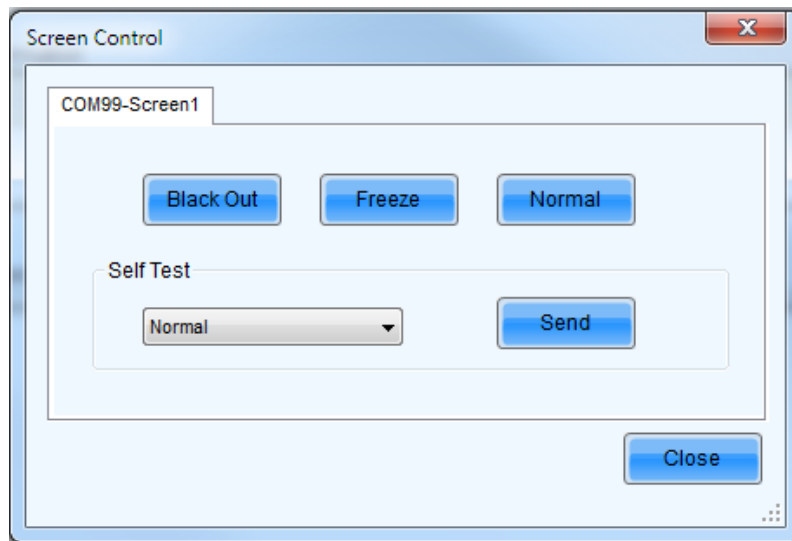 Screen Control
COM99-Screen1
Black Out Freeze Normal
Self Test
Normal Send
Close